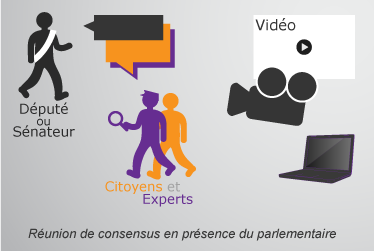 Vidéo
Député
ou
Sénateur
Citoyens et
Experts
Réunion de consensus en présence du parlementaire